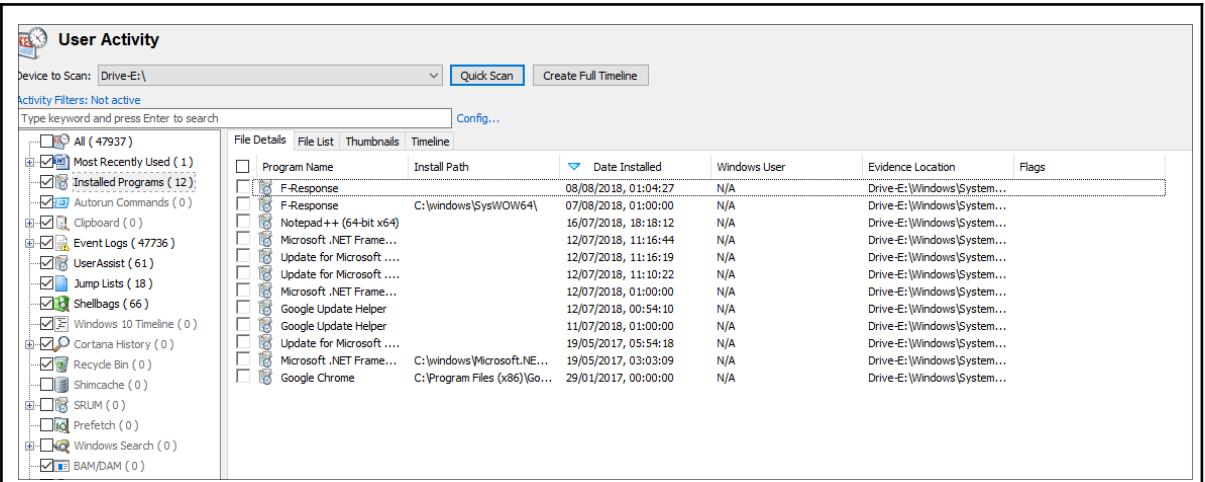 User Activity
Device to Scan: Drive-E:\ Quick Scan Create Full Timeline
Activity Filters: Not active
Type keyword and press Enter to search Config...
All ( 47937 )
Most Recently Used ( 1 )
Installed Programs ( 12 )
Autorun Commands ( 0 )
Clipboard ( 0 )
Event Logs ( 47736 )
UserAssist ( 61 )
Jump Lists ( 18 )
Shellbags ( 66 )
Windows 10 Timeline ( 0 )
Cortana History ( 0 )
Recycle Bin ( 0 )
Shimcache ( 0 )
SRUM ( 0 )
Prefetch ( 0 )
Windows Search ( 0 )
BAM/DAM ( 0 )
File Details File List Thumbnails Timeline
Program Name Install Path Date Installed Windows User Evidence Location Flags
F-Response 08/08/2018, 01:04:27 N/A Drive-E:\Windows\System...
F-Response C:\windows\SysWOW64\ 07/08/2018, 01:00:00 N/A Drive-E:\Windows\System...
Notepad++ (64-bit x64) 16/07/2018, 18:18:12 N/A Drive-E:\Windows\System...
Microsoft .NET Frame... 12/07/2018, 11:16:44 N/A Drive-E:\Windows\System...
Update for Microsoft .... 12/07/2018, 11:16:19 N/A Drive-E:\Windows\System...
Update for Microsoft .... 12/07/2018, 11:10:22 N/A Drive-E:\Windows\System...
Microsoft .NET Frame... 12/07/2018, 01:00:00 N/A Drive-E:\Windows\System...
Google Update Helper 12/07/2018, 00:54:10 N/A Drive-E:\Windows\System...
Google Update Helper 11/07/2018, 01:00:00 N/A Drive-E:\Windows\System...
Update for Microsoft .... 19/05/2017, 05:54:18 N/A Drive-E:\Windows\System...
Microsoft .NET Frame... C:\windows\Microsoft.NE... 19/05/2017, 03:03:09 N/A Drive-E:\Windows\System...
Google Chrome C:\Program Files (x86)\Go... 29/01/2017, 00:00:00 N/A Drive-E:\Windows\System...